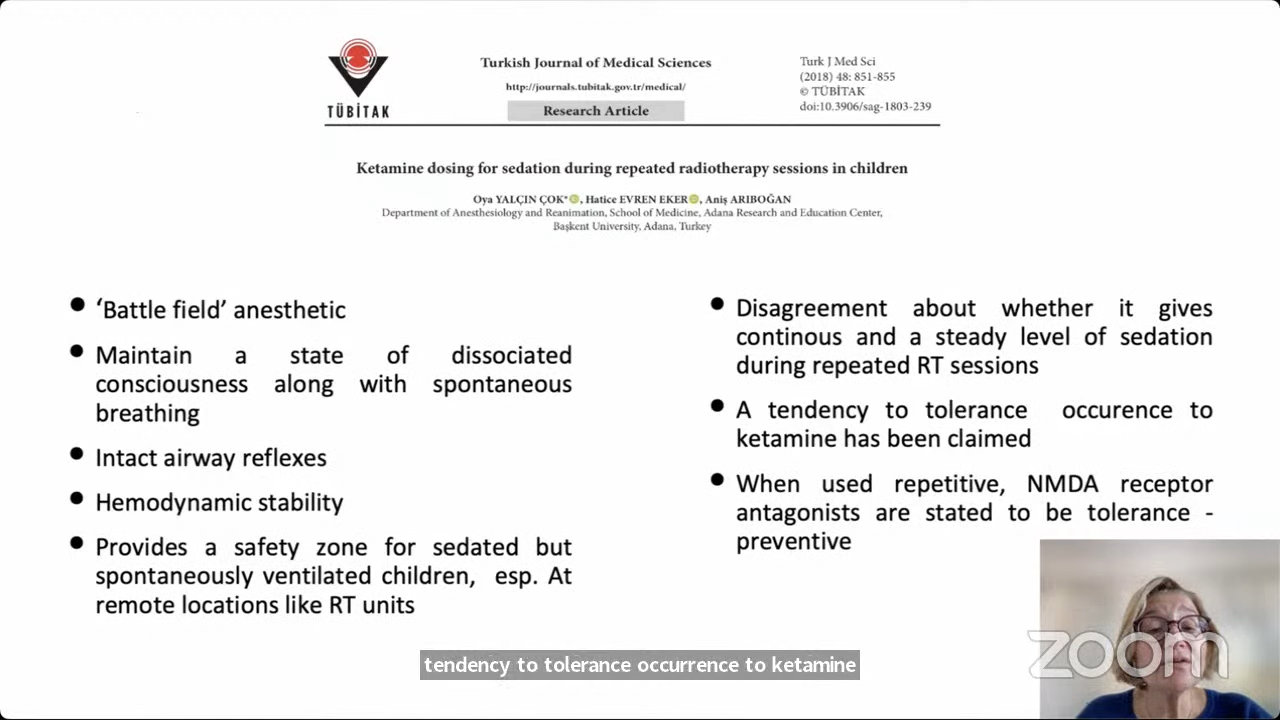 TÜBİTAK
Turkish Journal of Medical Sciences
http://journals.tubitak.gov.tr/medical/
Research Article
Turk J Med Sci
(2018) 48: 851-855
© TÜBİTAK
doi:10.3906/sag-1803-239
Ketamine dosing for sedation during repeated radiotherapy sessions in children
Oya YALÇIN ÇOK*, Hatice EVREN EKER, Aniş ARIBOĞAN
Department of Anesthesiology and Reanimation, School of Medicine, Adana Research and Education Center,
Başkent University, Adana, Turkey
• ‘Battle field’ anesthetic
• Maintain a state of dissociated
consciousness along with spontaneous
breathing
• Intact airway reflexes
• Hemodynamic stability
• Provides a safety zone for sedated but
spontaneously ventilated children, esp. At
remote locations like RT units
• Disagreement about whether it gives
continous and a steady level of sedation
during repeated RT sessions
• A tendency to tolerance occurence to
ketamine has been claimed
• When used repetitive, NMDA receptor
antagonists are stated to be tolerance -
preventive
tendency to tolerance occurrence to ketamine
zoom